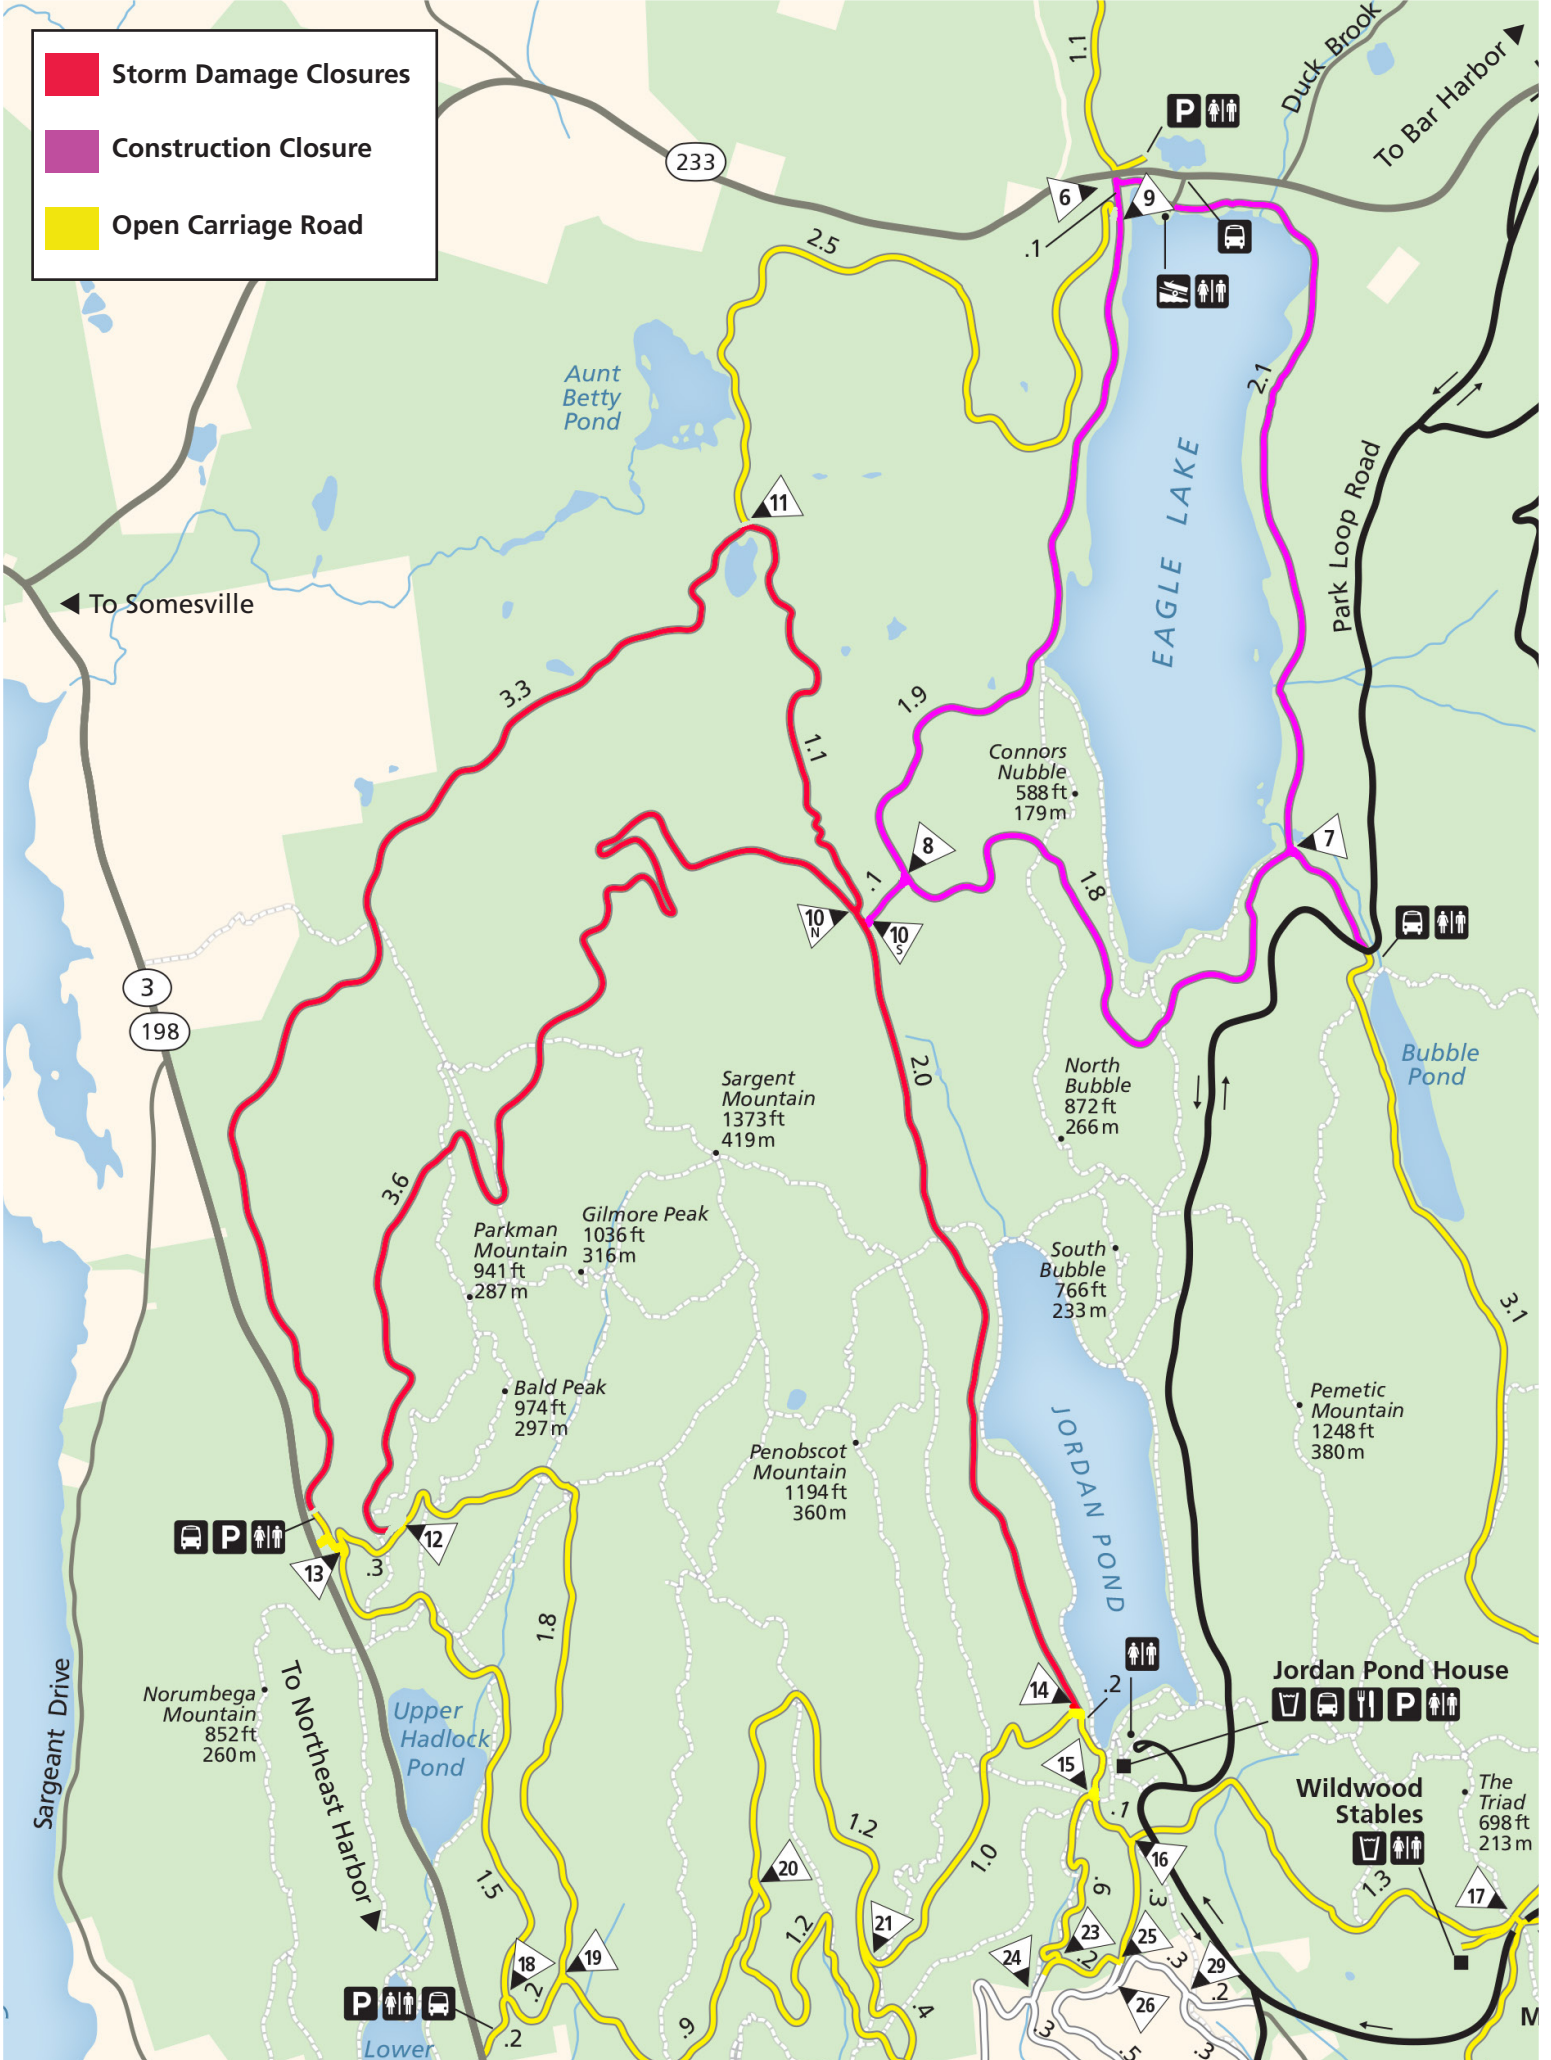 Storm Damage Closures
Construction Closure
Open Carriage Road
1.1
Duck Brook
To Bar Harbor
P
233
6
9
.1
2.5
2.1
Aunt
Betty
Pond
11
EAGLE LAKE
Park Loop Road
To Somesville
3.3
1.1
1.9
Connors
Nubble
588 ft
179 m
8
7
.1
1.8
10
N
10
S
3
198
2.0
Bubble
Pond
North
Bubble
872 ft
266 m
Sargent
Mountain
1373 ft
419 m
3.6
Gilmore Peak
1036 ft
316 m
Parkman
Mountain
941 ft
287 m
South
Bubble
766 ft
233 m
3.1
Bald Peak
974 ft
297 m
Pemetic
Mountain
1248 ft
380 m
Penobscot
Mountain
1194 ft
360 m
JORDAN POND
P
12
13
.3
1.8
Sargeant Drive
Norumbega
Mountain
852 ft
260 m
To Northeast Harbor
Upper
Hadlock
Pond
14
.2
Jordan Pond House
P
15
.1
Wildwood
Stables
The
Triad
698 ft
213 m
1.2
1.0
16
20
1.5
.6
.3
1.3
17
21
1.2
23
25
.2
24
.3
29
.2
18
19
.2
P
.2
.9
.4
26
.3
.5
.3
M
Lower